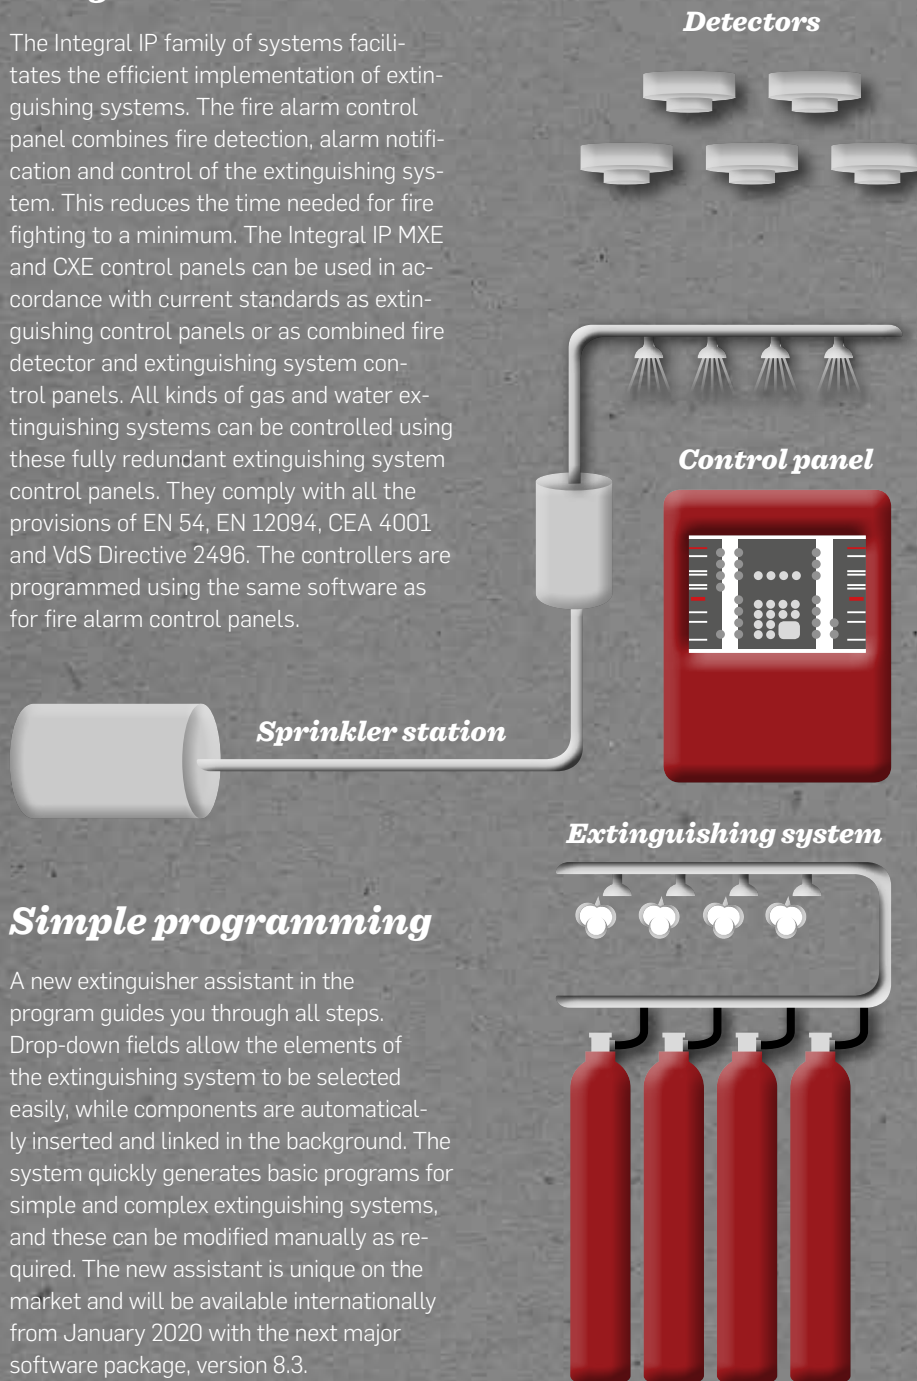 The Integral IP family of systems facili-
tates the efficient implementation of extin-
guishing systems. The fire alarm control
panel combines fire detection, alarm notifi-
cation and control of the extinguishing sys-
tem. This reduces the time needed for fire
fighting to a minimum. The Integral IP MXE
and CXE control panels can be used in ac-
cordance with current standards as extin-
guishing control panels or as combined fire
detector and extinguishing system con-
trol panels. All kinds of gas and water ex-
tinguishing systems can be controlled using
these fully redundant extinguishing system
control panels. They comply with all the
provisions of EN 54, EN 12094, CEA 4001
and VdS Directive 2496. The controllers are
programmed using the same software as
for fire alarm control panels.
Detectors
Control panel
Sprinkler station
Extinguishing system
Simple programming
A new extinguisher assistant in the
program guides you through all steps.
Drop-down fields allow the elements of
the extinguishing system to be selected
easily, while components are automatical-
ly inserted and linked in the background. The
system quickly generates basic programs for
simple and complex extinguishing systems,
and these can be modified manually as re-
quired. The new assistant is unique on the
market and will be available internationally
from January 2020 with the next major
software package, version 8.3.